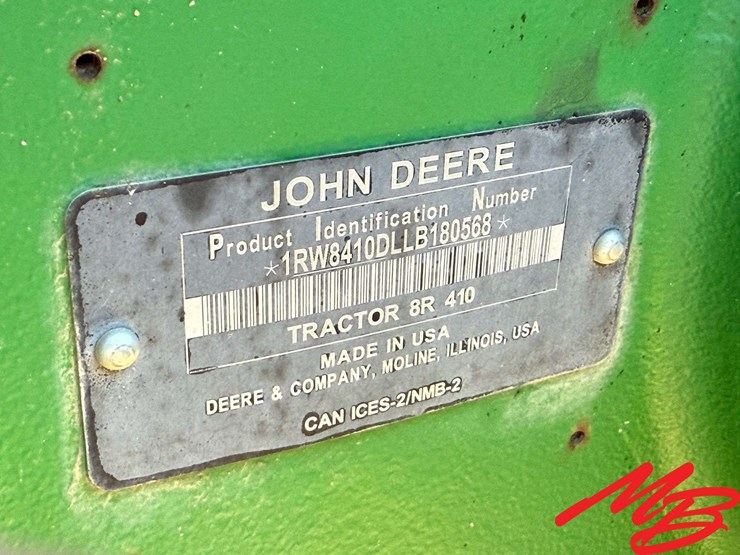 JOHN DEERE
Product Identification Number
*1RW8410DLLB180568*
TRACTOR 8R 410
MADE IN USA
DEERE & COMPANY, MOLINE, ILLINOIS, USA
CAN ICES-2/NMB-2
MB